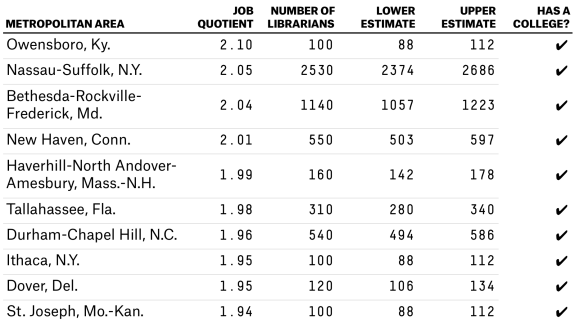 METROPOLITAN AREA JOB QUOTIENT NUMBER OF LIBRARIANS LOWER ESTIMATE UPPER ESTIMATE HAS A COLLEGE?
Owensboro, Ky. 2.10 100 88 112 ✔
Nassau-Suffolk, N.Y. 2.05 2530 2374 2686 ✔
Bethesda-Rockville-
Frederick, Md. 2.04 1140 1057 1223 ✔
New Haven, Conn. 2.01 550 503 597 ✔
Haverhill-North Andover-
Amesbury, Mass.-N.H. 1.99 160 142 178 ✔
Tallahassee, Fla. 1.98 310 280 340 ✔
Durham-Chapel Hill, N.C. 1.96 540 494 586 ✔
Ithaca, N.Y. 1.95 100 88 112 ✔
Dover, Del. 1.95 120 106 134 ✔
St. Joseph, Mo.-Kan. 1.94 100 88 112 ✔